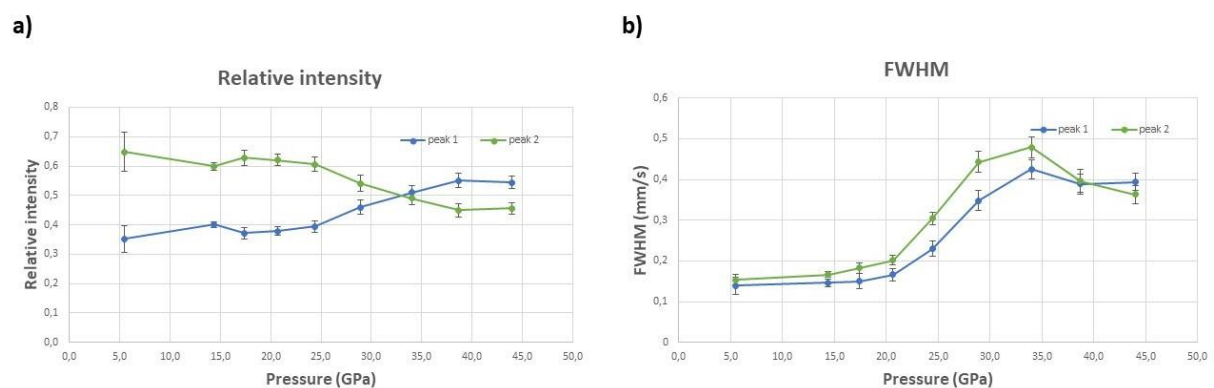 a)
Relative intensity
0,8
0,7
0,6
0,5
0,4
0,3
0,2
0,1
0
0,0 5,0 10,0 15,0 20,0 25,0 30,0 35,0 40,0 45,0 50,0
Relative intensity
Pressure (GPa)
peak 1 peak 2
b)
FWHM
0,6
0,5
0,4
0,3
0,2
0,1
0
0,0 5,0 10,0 15,0 20,0 25,0 30,0 35,0 40,0 45,0 50,0
FWHM (mm/s)
Pressure (GPa)
peak 1 peak 2